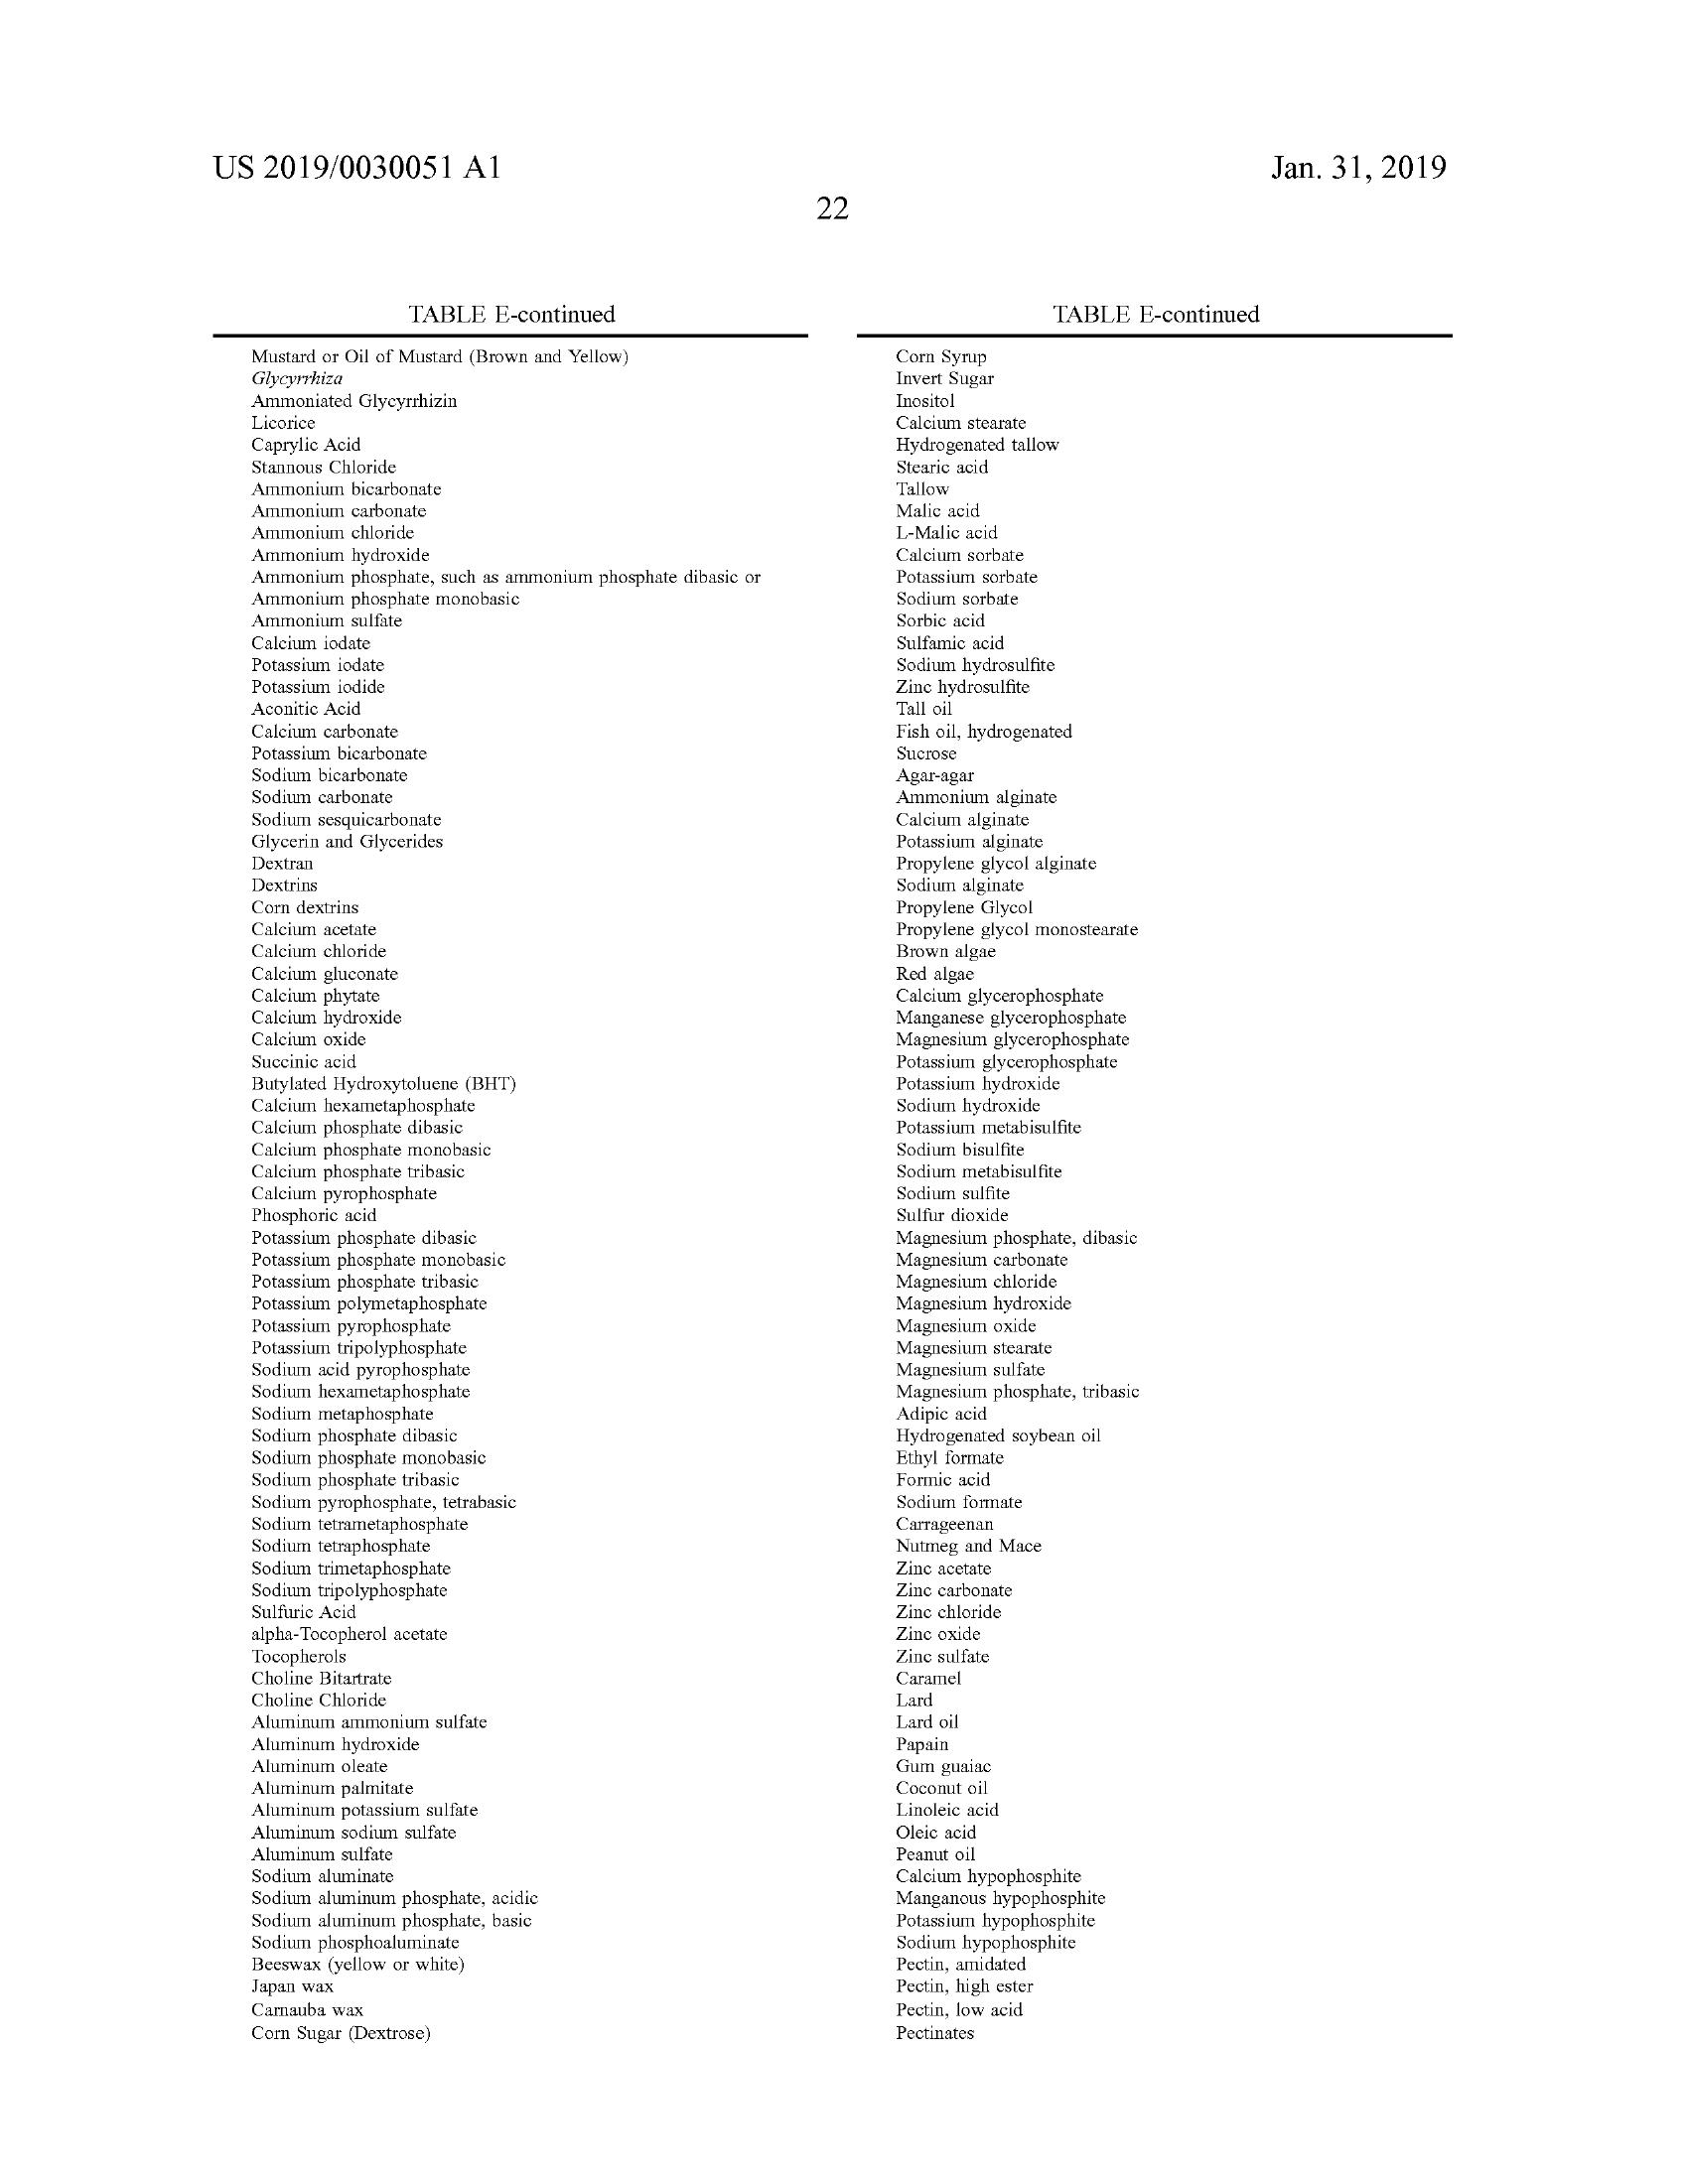 US 2019/0030051 A1
Jan. 31, 2019
22
TABLE E-continued
Mustard or Oil of Mustard (Brown and Yellow)
Glycyrrhiza
Ammoniated Glycyrrhizin
Licorice
Caprylic Acid
Stannous Chloride
Ammonium bicarbonate
Ammonium carbonate
Ammonium chloride
Ammonium hydroxide
Ammonium phosphate, such as ammonium phosphate dibasic or
Ammonium phosphate monobasic
Ammonium sulfate
Calcium iodate
Potassium iodate
Potassium iodide
Aconitic Acid
Calcium carbonate
Potassium bicarbonate
Sodium bicarbonate
Sodium carbonate
Sodium sesquicarbonate
Glycerin and Glycerides
Dextran
Dextrins
Corn dextrins
Calcium acetate
Calcium chloride
Calcium gluconate
Calcium phytate
Calcium hydroxide
Calcium oxide
Succinic acid
Butylated Hydroxytoluene (BHT)
Calcium hexametaphosphate
Calcium phosphate dibasic
Calcium phosphate monobasic
Calcium phosphate tribasic
Calcium pyrophosphate
Phosphoric acid
Potassium phosphate dibasic
Potassium phosphate monobasic
Potassium phosphate tribasic
Potassium polymetaphosphate
Potassium pyrophosphate
Potassium tripolyphosphate
Sodium acid pyrophosphate
Sodium hexametaphosphate
Sodium metaphosphate
Sodium phosphate dibasic
Sodium phosphate monobasic
Sodium phosphate tribasic
Sodium pyrophosphate, tetrabasic
Sodium tetrametaphosphate
Sodium tetraphosphate
Sodium trimetaphosphate
Sodium tripolyphosphate
Sulfuric Acid
alpha-Tocopherol acetate
Tocopherols
Choline Bitartrate
Choline Chloride
Aluminum ammonium sulfate
Aluminum hydroxide
Aluminum oleate
Aluminum palmitate
Aluminum potassium sulfate
Aluminum sodium sulfate
Aluminum sulfate
Sodium aluminate
Sodium aluminum phosphate, acidic
Sodium aluminum phosphate, basic
Sodium phosphoaluminate
Beeswax (yellow or white)
Japan wax
Carnauba wax
Corn Sugar (Dextrose)
TABLE E-continued
Corn Syrup
Invert Sugar
Inositol
Calcium stearate
Hydrogenated tallow
Stearic acid
Tallow
Malic acid
L-Malic acid
Calcium sorbate
Potassium sorbate
Sodium sorbate
Sorbic acid
Sulfamic acid
Sodium hydrosulfite
Zinc hydrosulfite
Tall oil
Fish oil, hydrogenated
Sucrose
Agar-agar
Ammonium alginate
Calcium alginate
Potassium alginate
Propylene glycol alginate
Sodium alginate
Propylene Glycol
Propylene glycol monostearate
Brown algae
Red algae
Calcium glycerophosphate
Manganese glycerophosphate
Magnesium glycerophosphate
Potassium glycerophosphate
Potassium hydroxide
Sodium hydroxide
Potassium metabisulfite
Sodium bisulfite
Sodium metabisulfite
Sodium sulfite
Sulfur dioxide
Magnesium phosphate, dibasic
Magnesium carbonate
Magnesium chloride
Magnesium hydroxide
Magnesium oxide
Magnesium stearate
Magnesium sulfate
Magnesium phosphate, tribasic
Adipic acid
Hydrogenated soybean oil
Ethyl formate
Formic acid
Sodium formate
Carrageenan
Nutmeg and Mace
Zinc acetate
Zinc carbonate
Zinc chloride
Zinc oxide
Zinc sulfate
Caramel
Lard
Lard oil
Papain
Gum guaiac
Coconut oil
Linoleic acid
Oleic acid
Peanut oil
Calcium hypophosphite
Manganous hypophosphite
Potassium hypophosphite
Sodium hypophosphite
Pectin, amidated
Pectin, high ester
Pectin, low acid
Pectinates